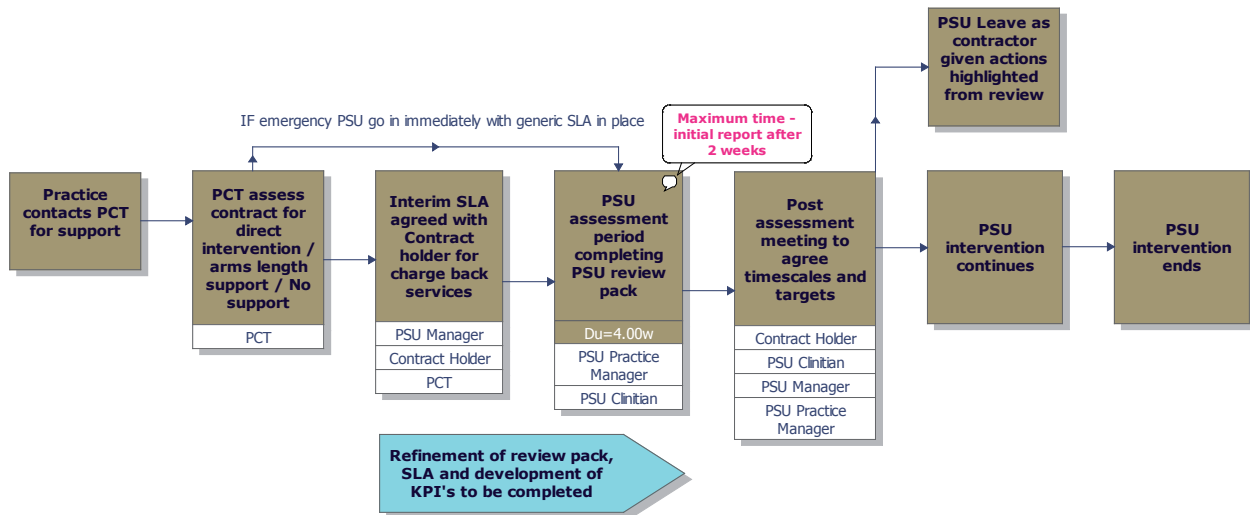 PSU Leave as
contractor
given actions
highlighted
from review
IF emergency PSU go in immediately with generic SLA in place
Maximum time -
initial report after
2 weeks
Practice
contacts PCT
for support
PCT assess
contract for
direct
intervention /
arms length
support / No
support
PCT
Interim SLA
agreed with
Contract
holder for
charge back
services
PSU Manager
Contract Holder
PCT
PSU
assessment
period
completing
PSU review
pack
Du=4.00w
PSU Practice
Manager
PSU Clinitian
Post
assessment
meeting to
agree
timescales and
targets
Contract Holder
PSU Clinitian
PSU Manager
PSU Practice
Manager
PSU
intervention
continues
PSU
intervention
ends
Refinement of review pack,
SLA and development of
KPI's to be completed